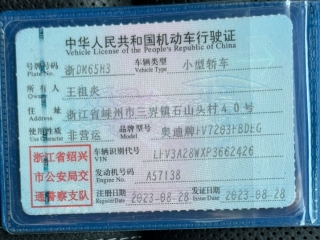 中华人民共和国机动车行驶证
Vehicle License of the People's Republic of China
号牌号码 浙DM65H3 车辆类型 小型轿车
Plate No. Vehicle Type
所有人 王祖炎
Owner
住址 浙江省嵊州市三界镇石山头村40号
Address
使用性质 非营运 品牌型号 奥迪牌FV7203FBDEG
Use Character Model
浙江省绍兴 车辆识别代号 LFV3A28WXP3662426
VIN
市公安局交 发动机号码 A57138
Engine No.
通警察支队 注册日期 2023-08-28 发证日期 2023-08-28
Register Date Issue Date